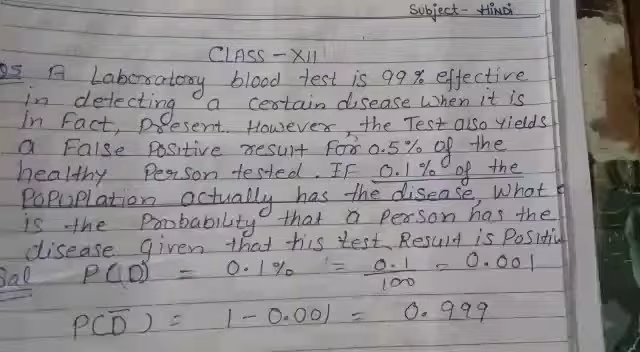 Subject- HINDI
CLASS-XII
Q5 A Laboratory blood test is 99% effective
in detecting a certain disease when it is
in fact, present. However, the Test also yields
a False Positive result for 0.5% of the
healthy Person tested. IF 0.1% of the
POPUPlation actually has the disease, What
is the Probability that a Person has the
disease given that his test Result is Positiv
Sol P(D) = 0.1% = 0.1/100 = 0.001
P(D̅) = 1-0.001 = 0.999